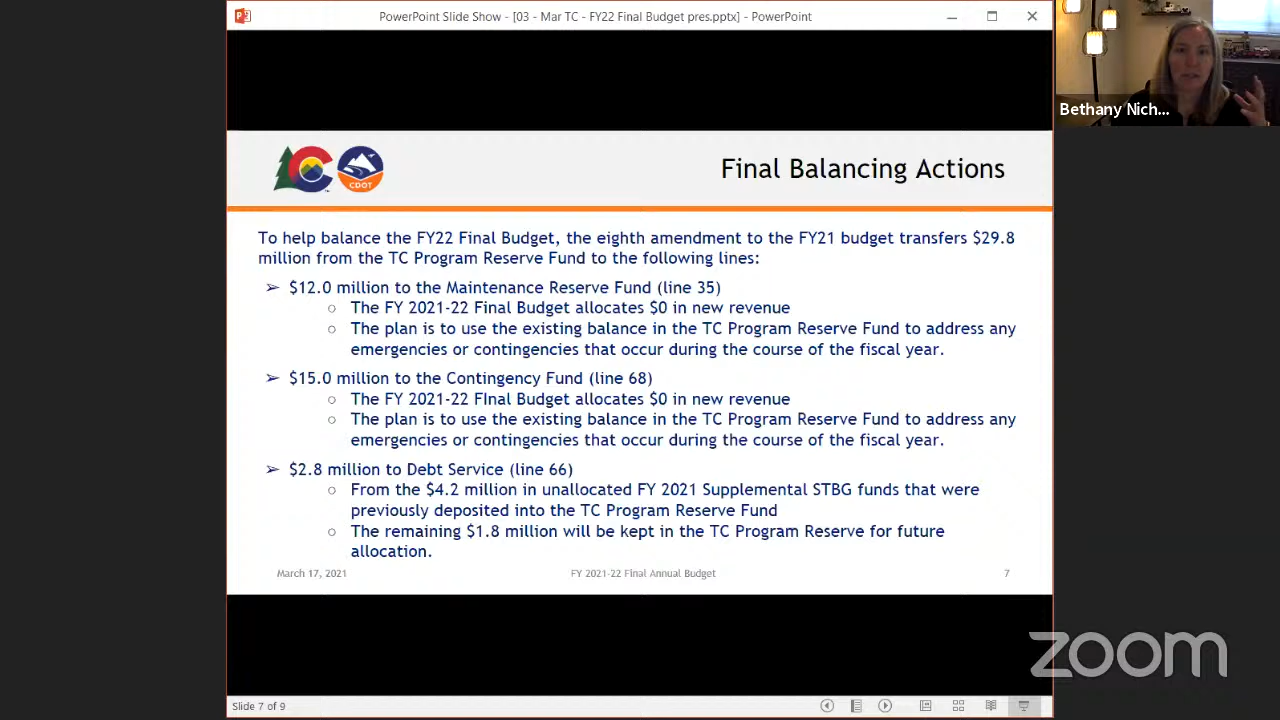 PowerPoint Slide Show - [03 - Mar TC - FY22 Final Budget pres.pptx] - PowerPoint
Bethany Nich...
CDOT
Final Balancing Actions
To help balance the FY22 Final Budget, the eighth amendment to the FY21 budget transfers $29.8
million from the TC Program Reserve Fund to the following lines:
➢ $12.0 million to the Maintenance Reserve Fund (line 35)
○ The FY 2021-22 Final Budget allocates $0 in new revenue
○ The plan is to use the existing balance in the TC Program Reserve Fund to address any
emergencies or contingencies that occur during the course of the fiscal year.
➢ $15.0 million to the Contingency Fund (line 68)
○ The FY 2021-22 FInal Budget allocates $0 in new revenue
○ The plan is to use the existing balance in the TC Program Reserve Fund to address any
emergencies or contingencies that occur during the course of the fiscal year.
➢ $2.8 million to Debt Service (line 66)
○ From the $4.2 million in unallocated FY 2021 Supplemental STBG funds that were
previously deposited into the TC Program Reserve Fund
○ The remaining $1.8 million will be kept in the TC Program Reserve for future
allocation.
March 17, 2021
FY 2021-22 Final Annual Budget
7
zoom
Slide 7 of 9